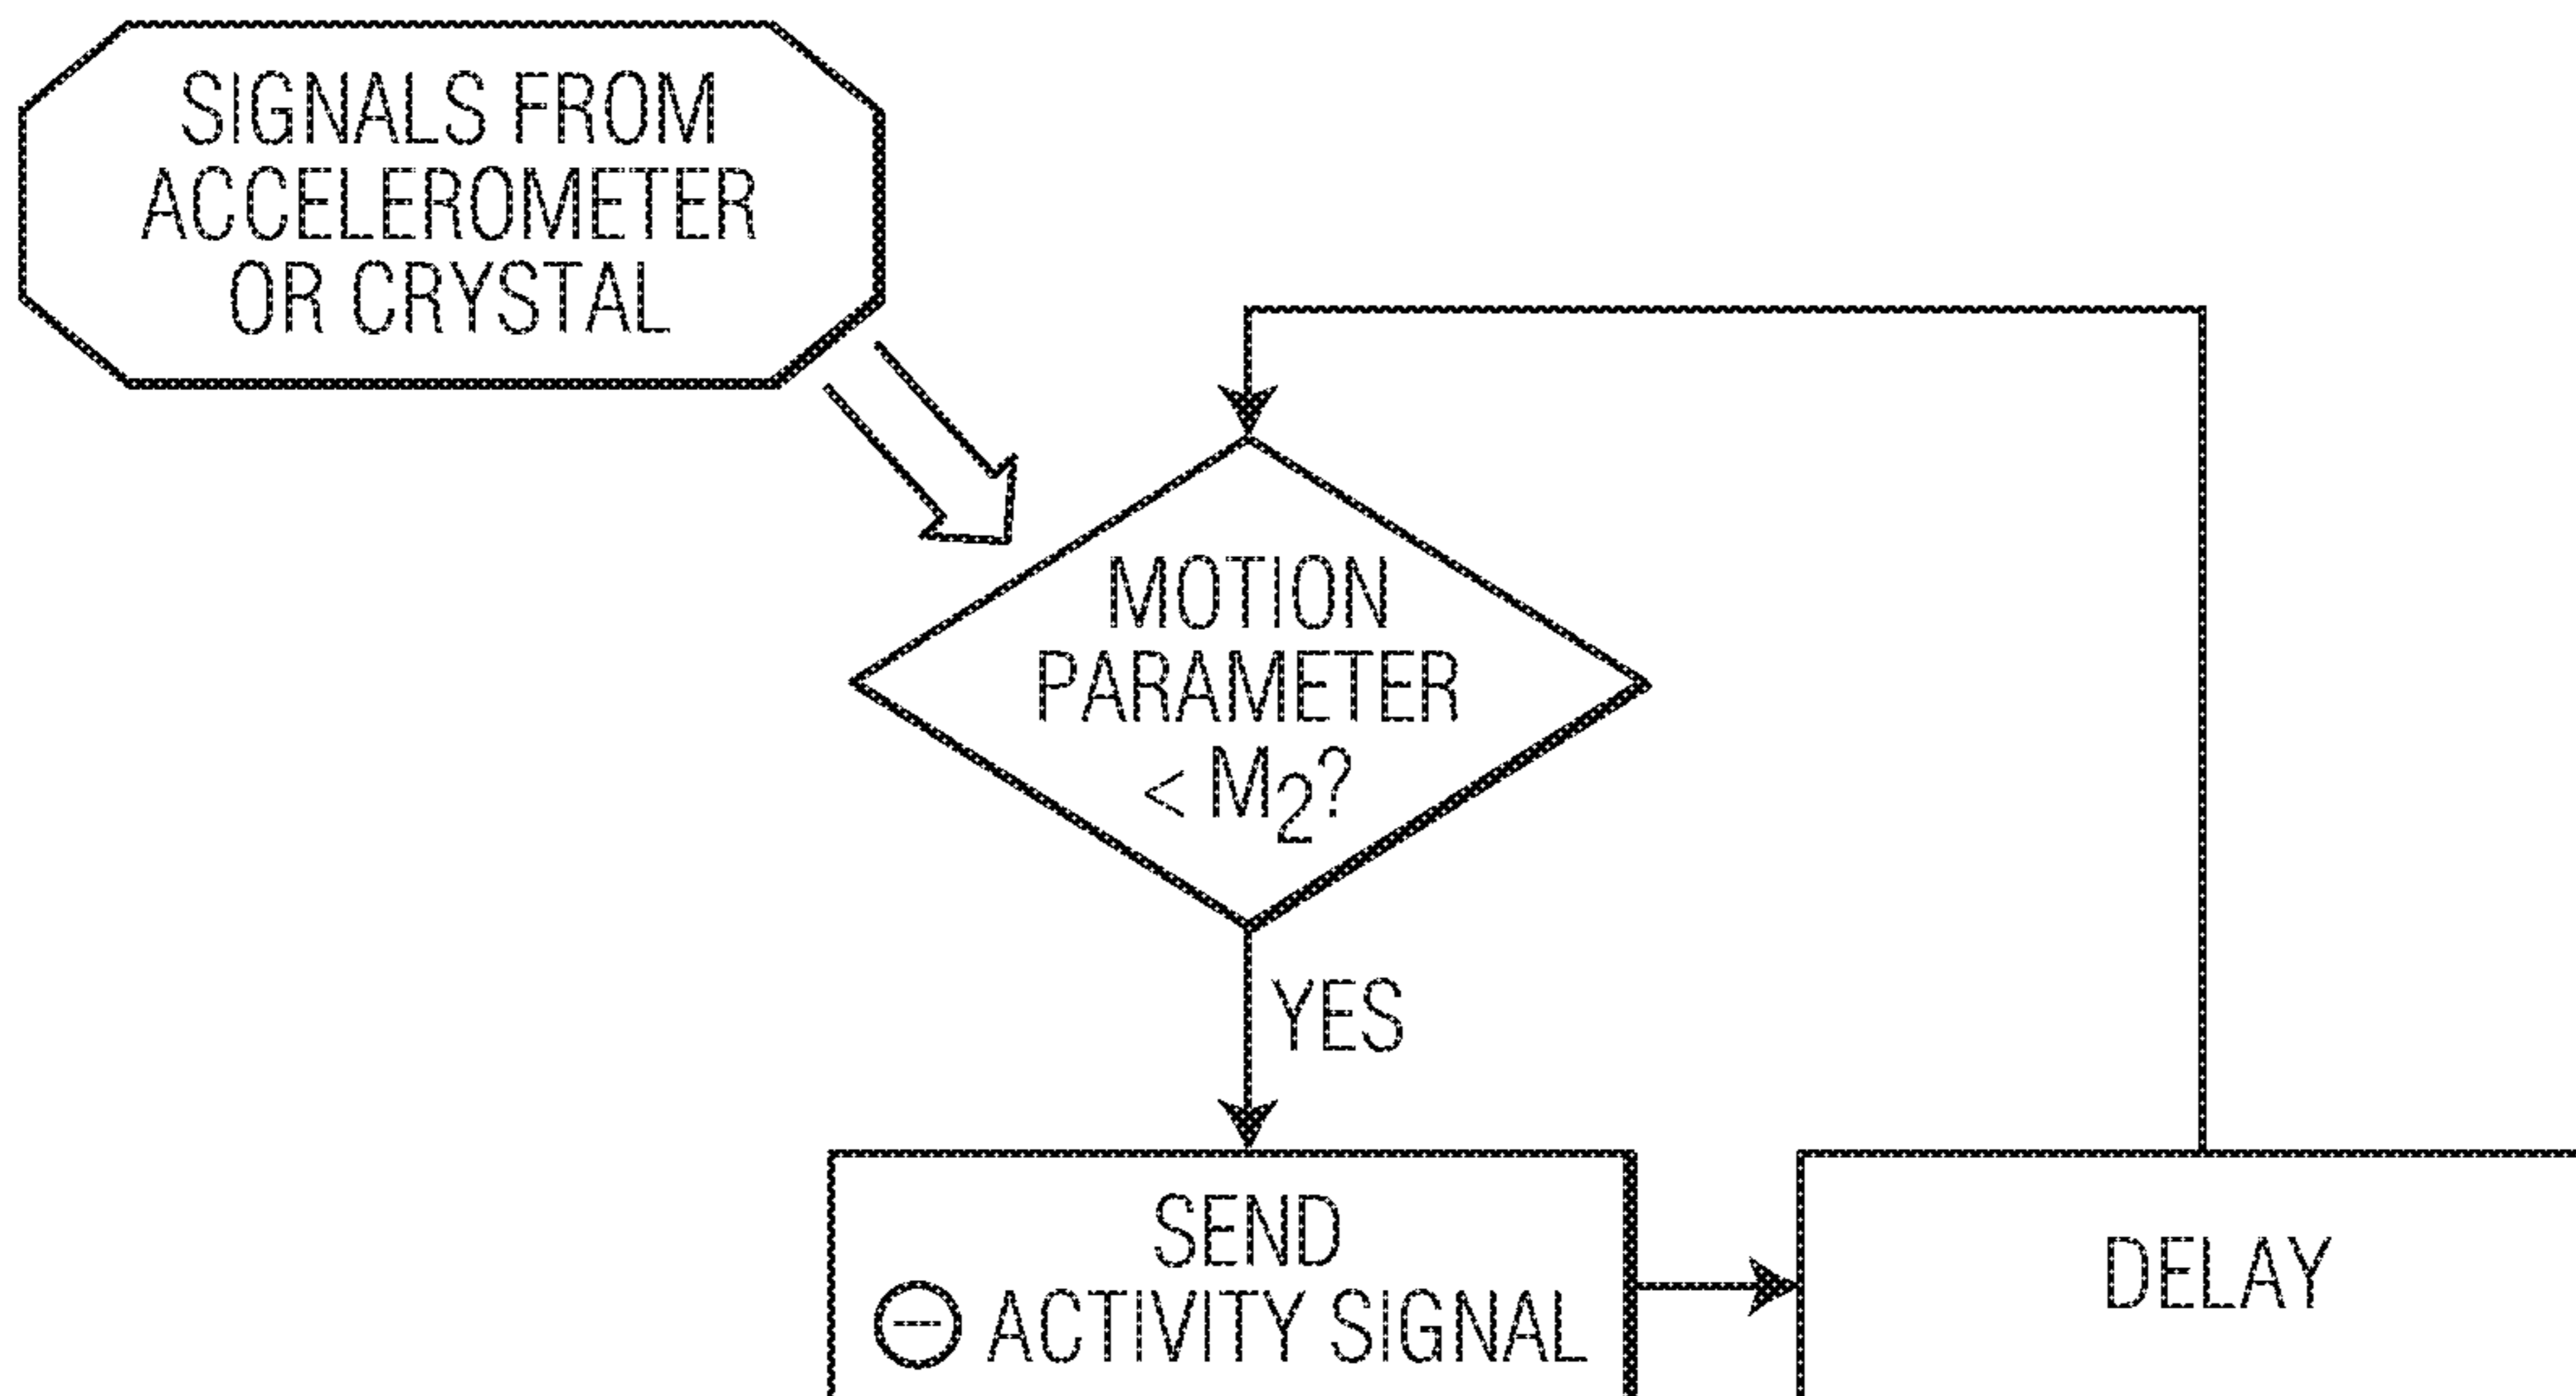 SIGNALS FROM
ACCELEROMETER
OR CRYSTAL
MOTION
PARAMETER
< M₂?
YES
SEND
⊖ ACTIVITY SIGNAL
DELAY